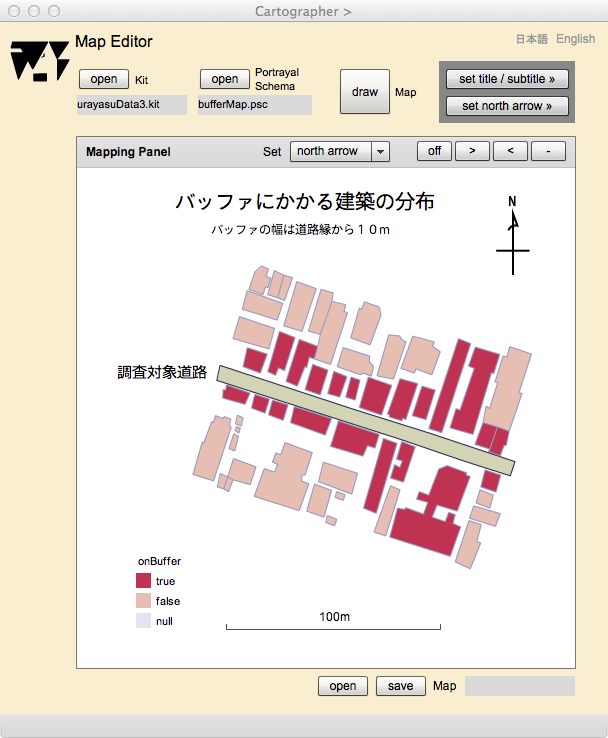 Cartographer >
Map Editor
日本語 English
open Kit
open Portrayal Schema
draw Map
set title / subtitle »
set north arrow »
urayasuData3.kit
bufferMap.psc
Mapping Panel
Set north arrow
off > < -
バッファにかかる建築の分布
バッファの幅は道路縁から１０ｍ
N
調査対象道路
onBuffer
true
false
null
100m
open save Map